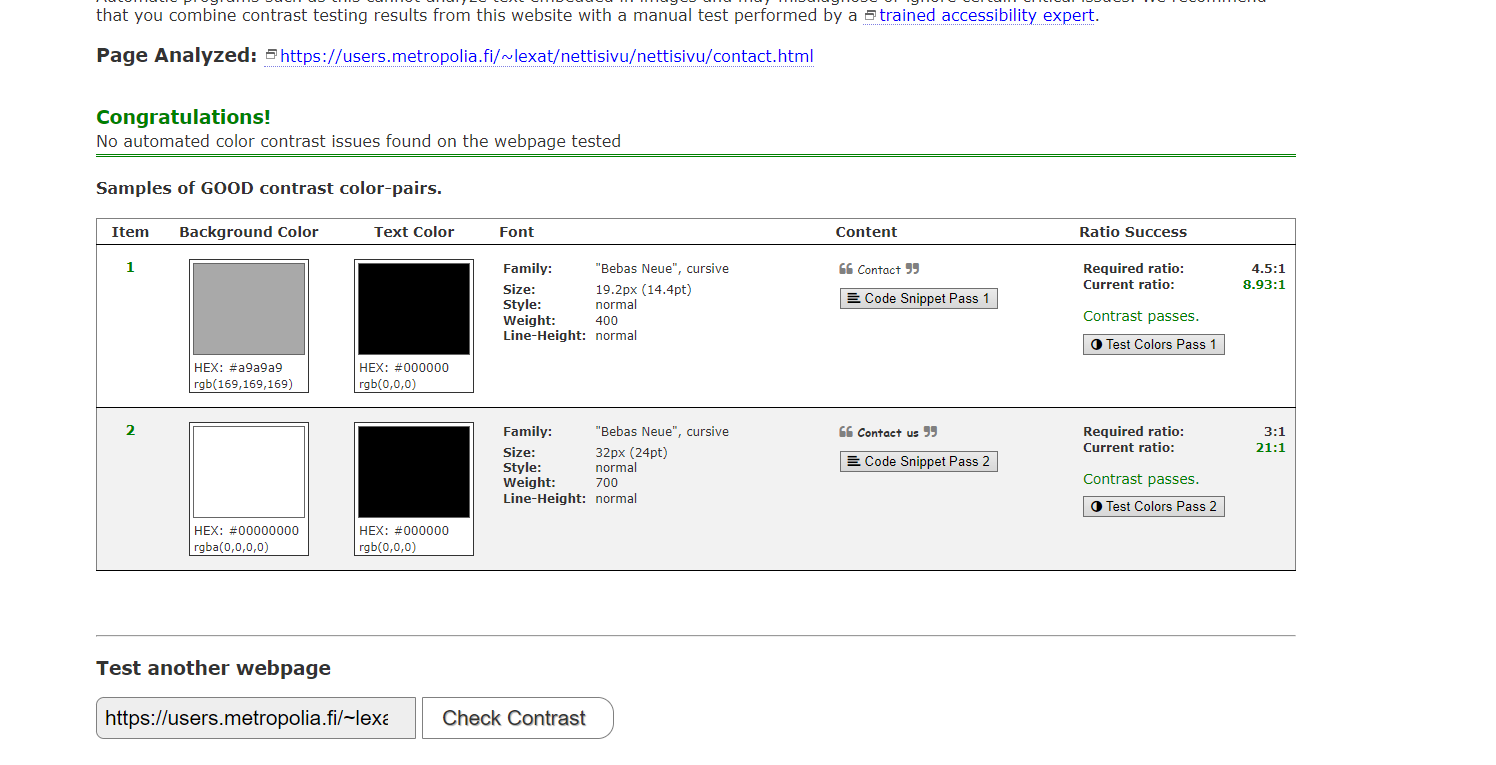 that you combine contrast testing results from this website with a manual test performed by a trained accessibility expert.
Page Analyzed: https://users.metropolia.fi/~lexat/nettisivu/nettisivu/contact.html
Congratulations!
No automated color contrast issues found on the webpage tested
Samples of GOOD contrast color-pairs.
Item Background Color Text Color Font Content Ratio Success
1
HEX: #a9a9a9
rgb(169,169,169)
HEX: #000000
rgb(0,0,0)
Family: "Bebas Neue", cursive
Size: 19.2px (14.4pt)
Style: normal
Weight: 400
Line-Height: normal
❝ Contact ❞
Code Snippet Pass 1
Required ratio: 4.5:1
Current ratio: 8.93:1
Contrast passes.
Test Colors Pass 1
2
HEX: #00000000
rgba(0,0,0,0)
HEX: #000000
rgb(0,0,0)
Family: "Bebas Neue", cursive
Size: 32px (24pt)
Style: normal
Weight: 700
Line-Height: normal
❝ Contact us ❞
Code Snippet Pass 2
Required ratio: 3:1
Current ratio: 21:1
Contrast passes.
Test Colors Pass 2
Test another webpage
https://users.metropolia.fi/~lexa
Check Contrast